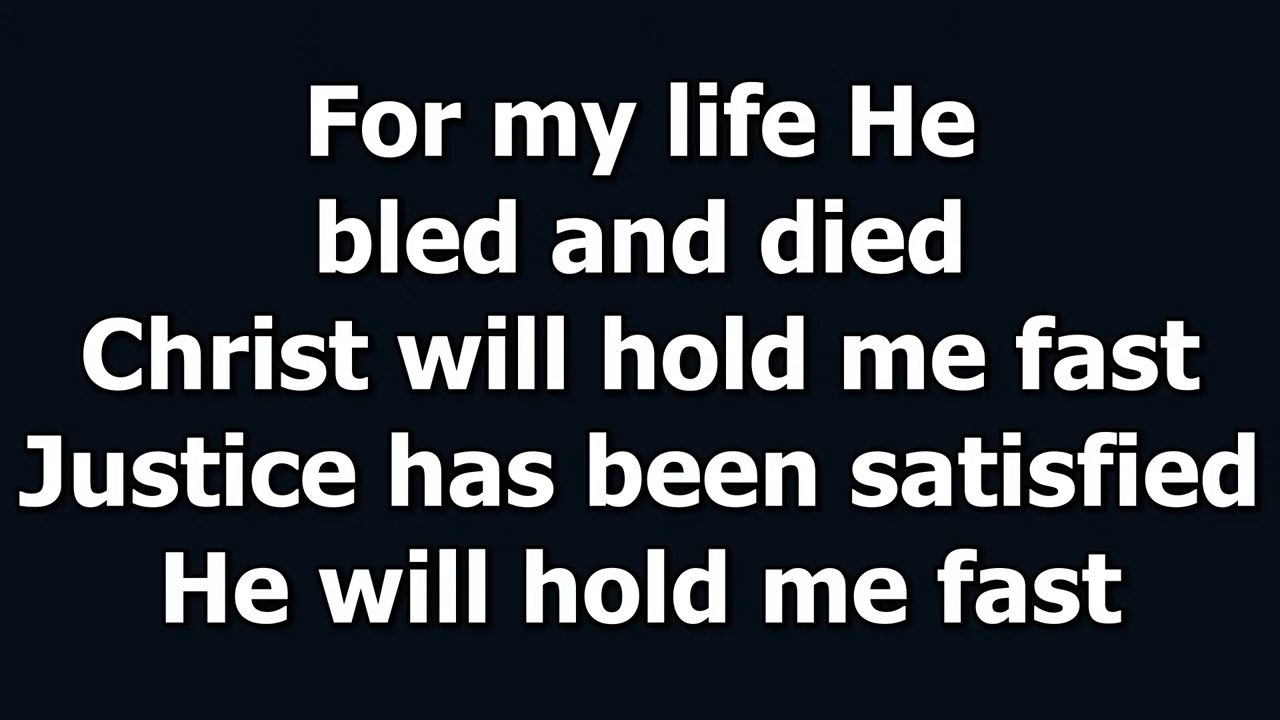 For my life He
bled and died
Christ will hold me fast
Justice has been satisfied
He will hold me fast